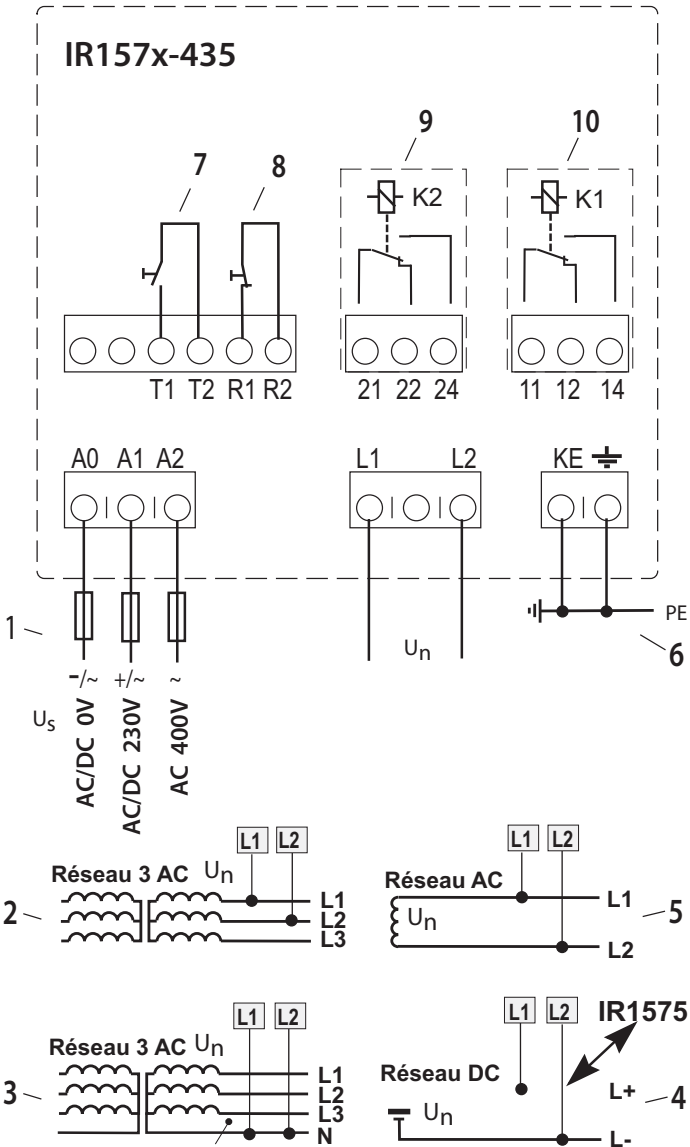 IR157x-435
9 10
7 8
K2 K1
T1 T2 R1 R2 21 22 24 11 12 14
A0 A1 A2 L1 L2 KE
1 Un PE
6
-/~ +/~ ~
Us AC/DC 0V AC/DC 230V AC 400V
L1 L2 L1 L2
Réseau 3 AC Un Réseau AC
L1 L1
2 L2 Un 5
L3 L2
L1 L2 L1 L2 IR1575
Réseau 3 AC Un Réseau DC
L1
3 L2 L+ 4
L3 Un
N L-